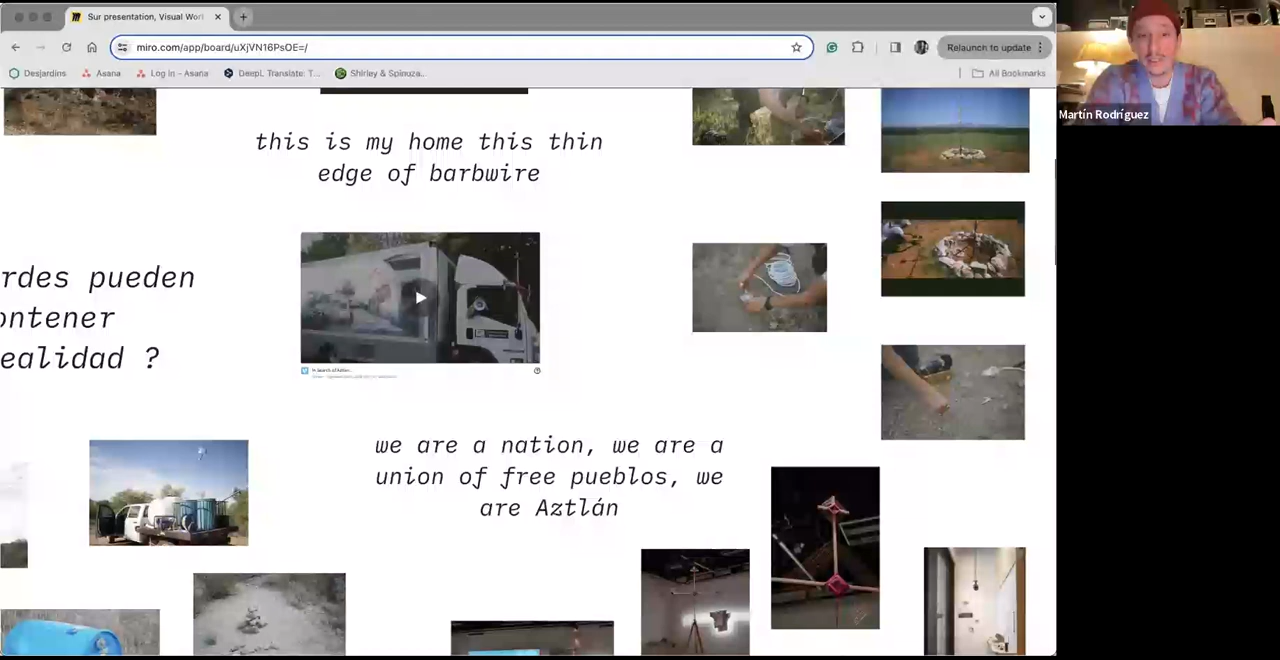 Sur presentation, Visual Worl
miro.com/app/board/uXjVN16PsOE=/
Relaunch to update
Desjardins
Asana
Log in - Asana
DeepL Translate: T...
Shirley & Spinoza...
All Bookmarks
Martín Rodríguez
this is my home this thin
edge of barbwire
rdes pueden
ontener
ealidad ?
we are a nation, we are a
union of free pueblos, we
are Aztlán